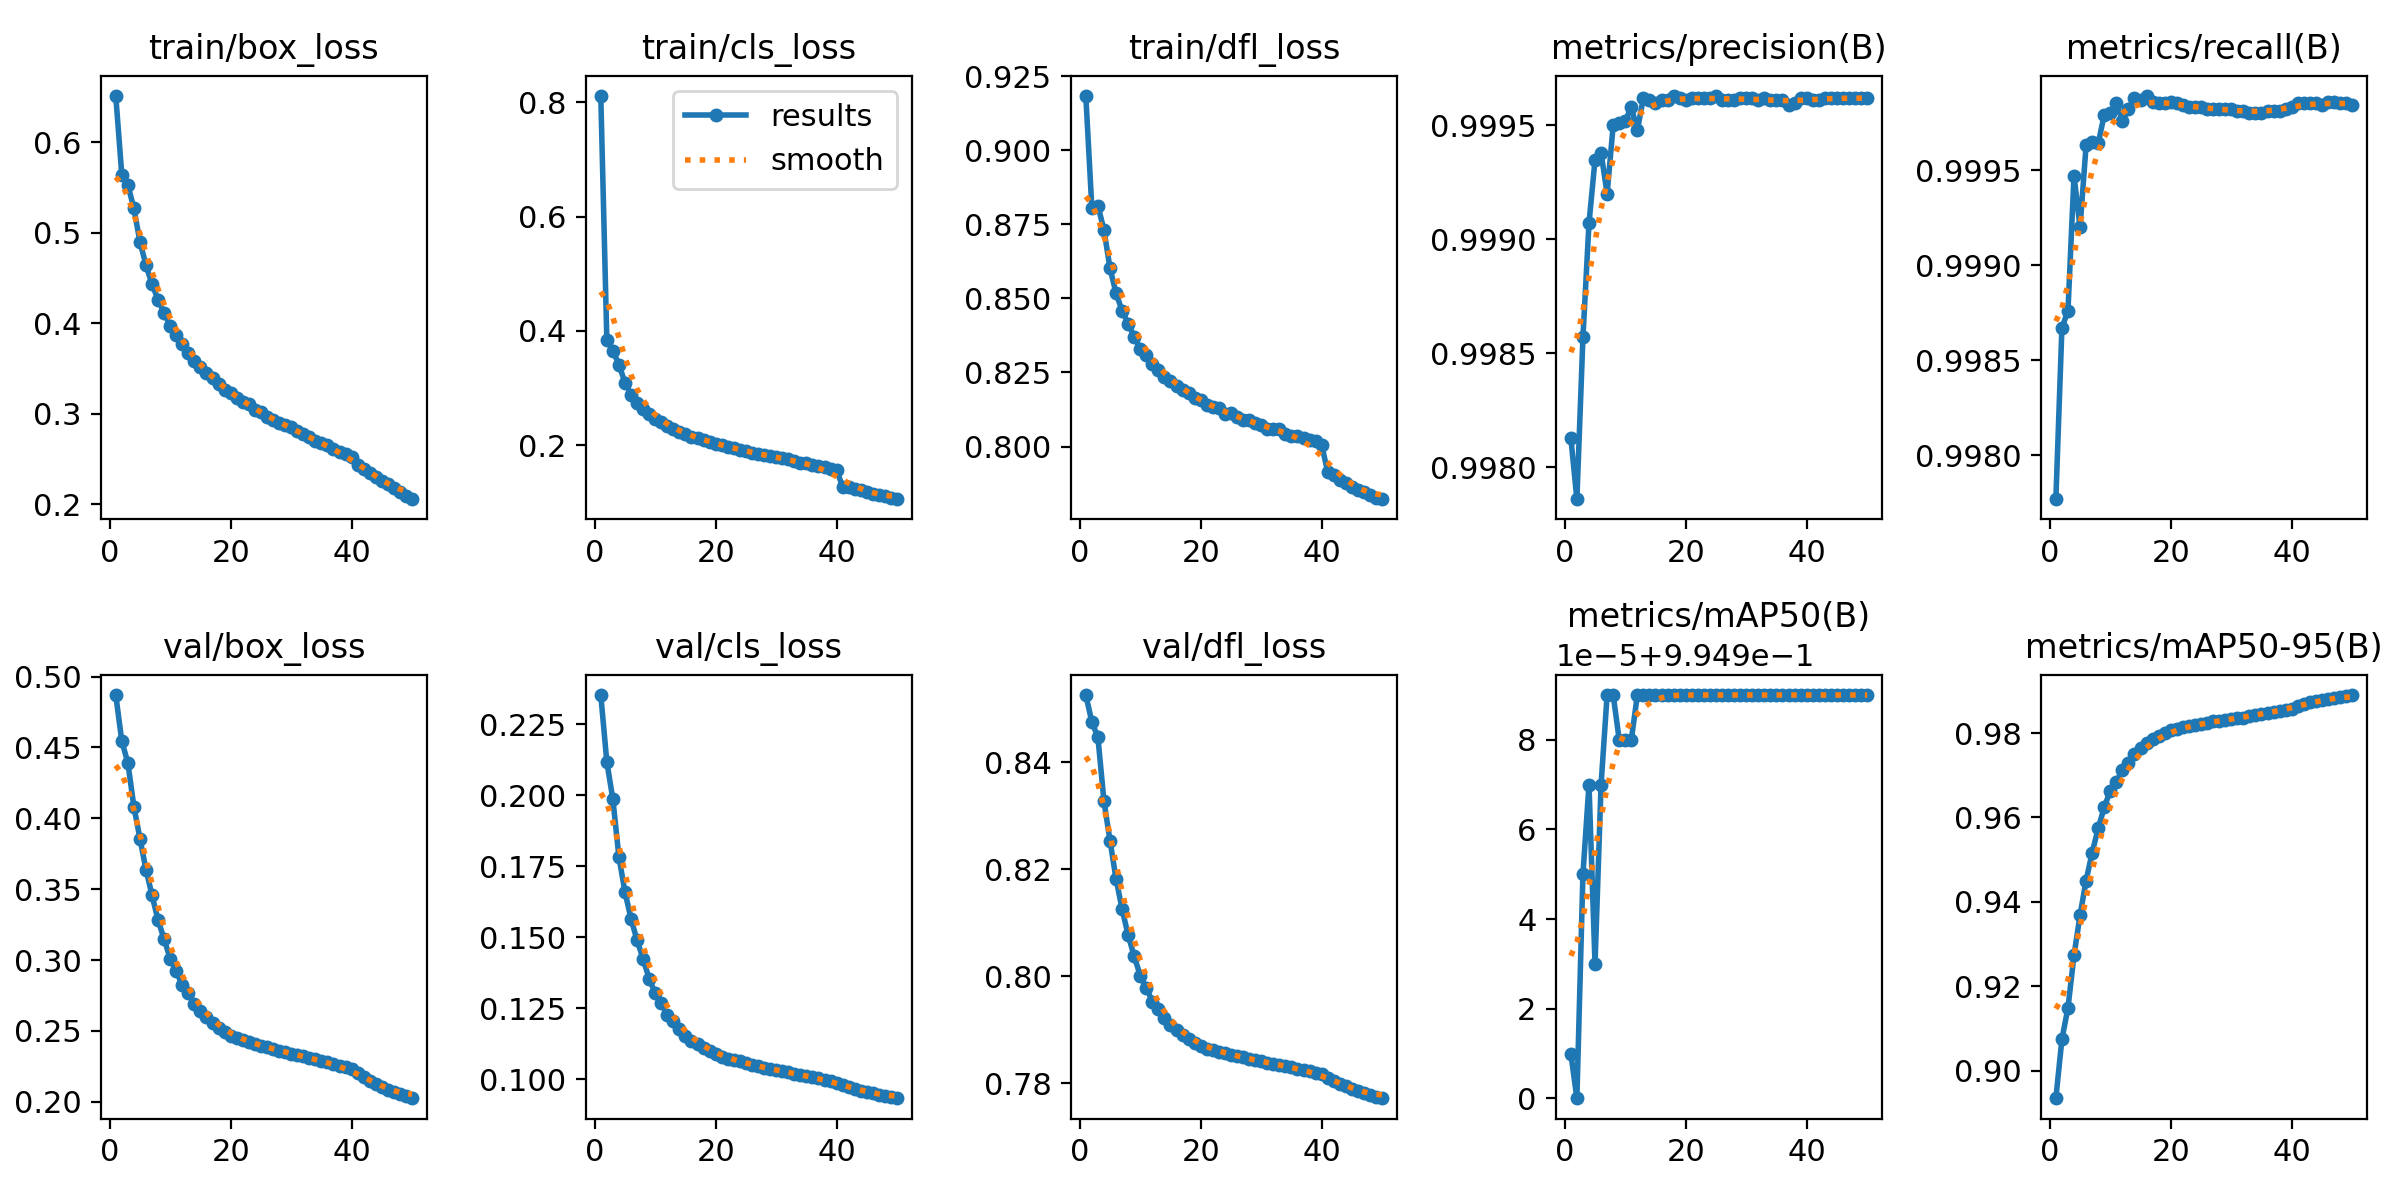 train/box_loss
0.6
0.5
0.4
0.3
0.2
0 20 40
train/cls_loss
results
smooth
0.8
0.6
0.4
0.2
0 20 40
train/dfl_loss
0.925
0.900
0.875
0.850
0.825
0.800
0 20 40
metrics/precision(B)
0.9995
0.9990
0.9985
0.9980
0 20 40
metrics/recall(B)
0.9995
0.9990
0.9985
0.9980
0 20 40
val/box_loss
0.50
0.45
0.40
0.35
0.30
0.25
0.20
0 20 40
val/cls_loss
0.225
0.200
0.175
0.150
0.125
0.100
0 20 40
val/dfl_loss
0.84
0.82
0.80
0.78
0 20 40
metrics/mAP50(B)
1e−5+9.949e−1
8
6
4
2
0
0 20 40
metrics/mAP50-95(B)
0.98
0.96
0.94
0.92
0.90
0 20 40